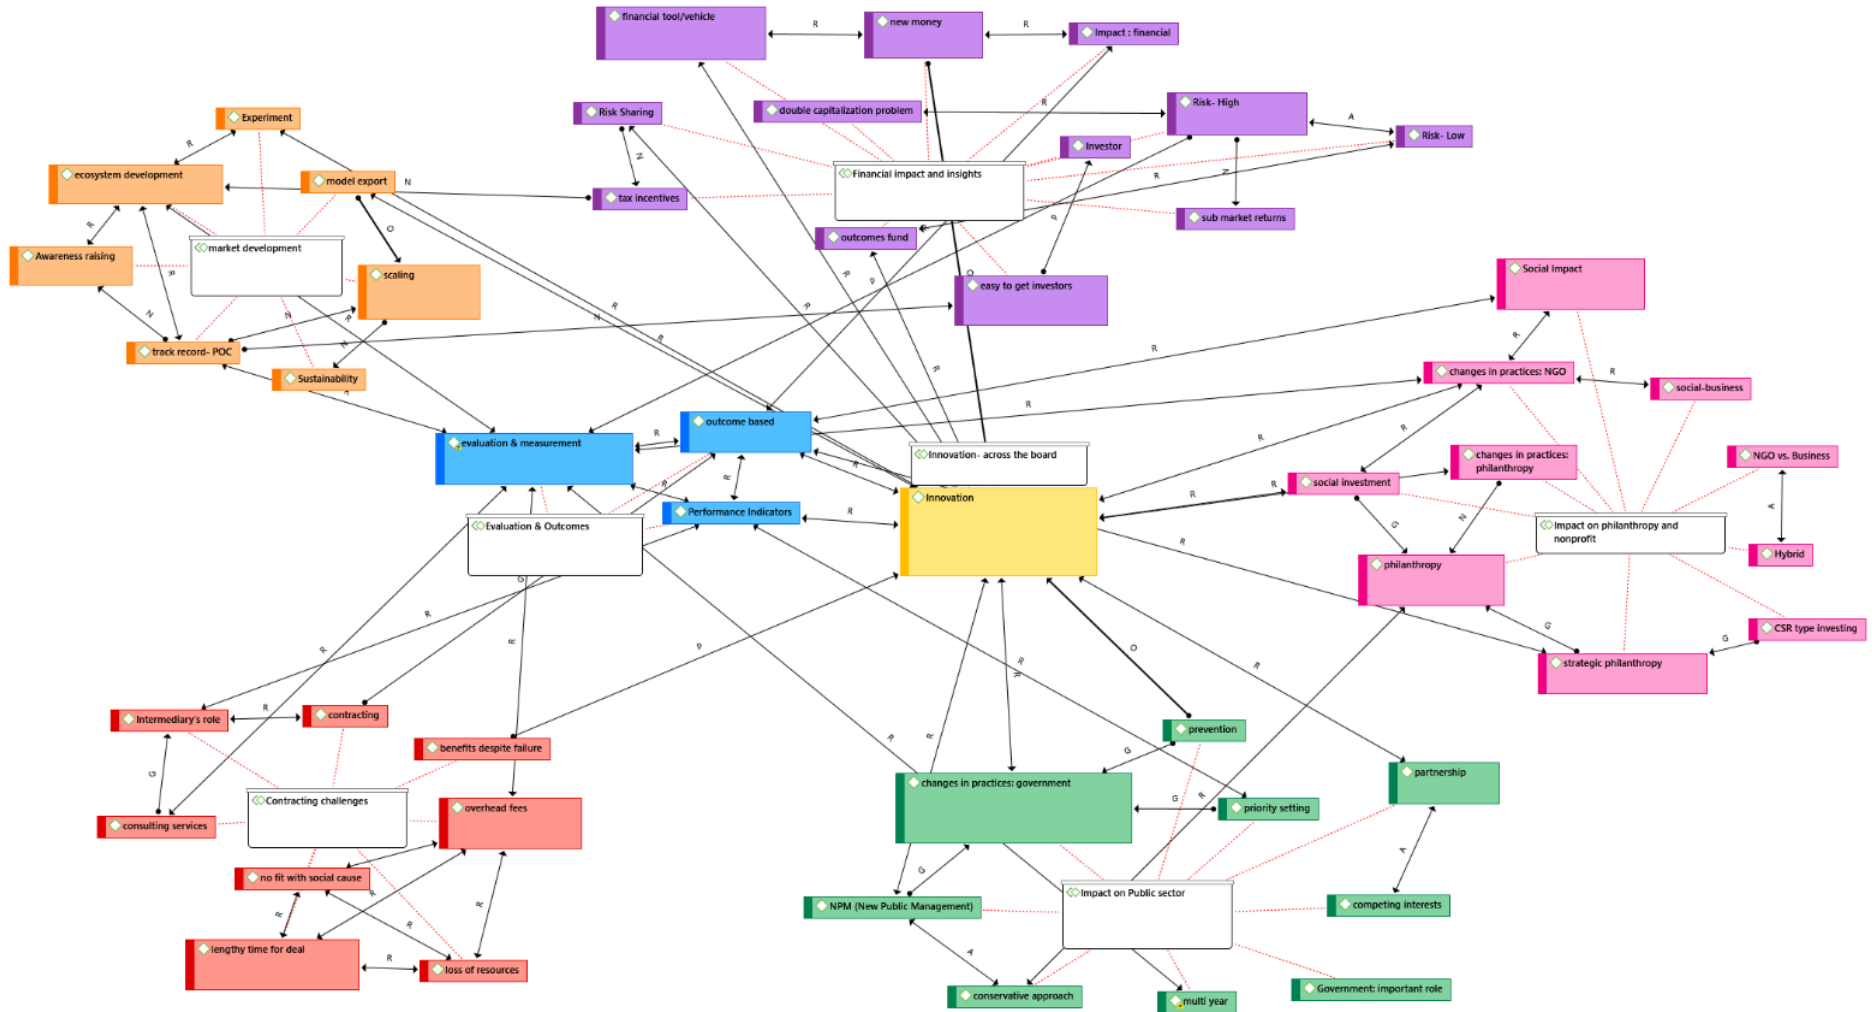 financial tool/vehicle
new money
Impact : financial
R
R
Experiment
Risk Sharing
double capitalization problem
R
Risk- High
A
Risk- Low
R
N
Investor
ecosystem development
model export
N
Financial impact and insights
N
R
tax incentives
sub market returns
P
R
O
outcomes fund
R
market development
Awareness raising
R
scaling
R
P
O
easy to get investors
Social Impact
N
N
R
R
N
R
R
track record- POC
N
R
R
R
Sustainability
R
R
changes in practices: NGO
R
social-business
outcome based
R
R
R
evaluation & measurement
R
Innovation- across the board
changes in practices:
philanthropy
NGO vs. Business
R
P
R
R
social investment
Innovation
Performance Indicators
R
G
N
A
Evaluation & Outcomes
Impact on philanthropy and
nonprofit
R
Hybrid
philanthropy
G
R
G
G
CSR type investing
R
R
P
R
O
R
strategic philanthropy
R
Intermediary's role
R
contracting
prevention
benefits despite failure
R
R
G
G
changes in practices: government
partnership
Contracting challenges
overhead fees
R
G
priority setting
consulting services
A
no fit with social cause
G
R
Impact on Public sector
R
R
R
NPM (New Public Management)
competing interests
lengthy time for deal
R
loss of resources
A
conservative approach
multi year
Government: important role